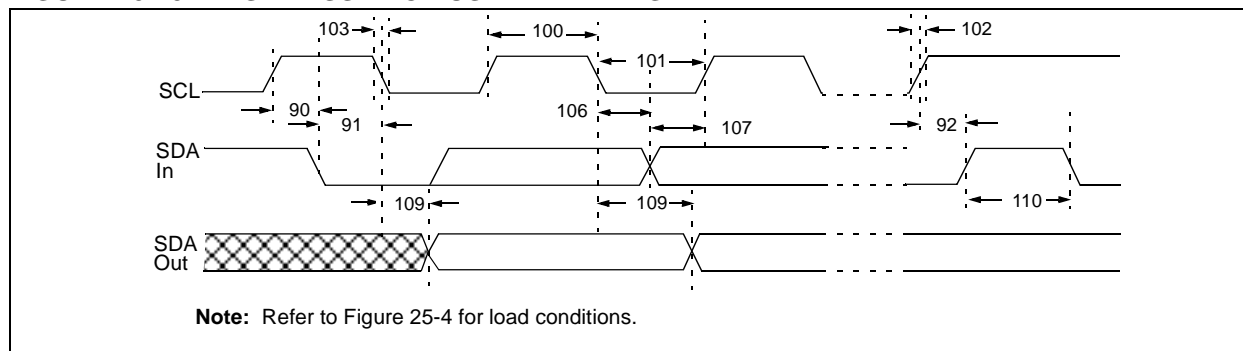 103
100
101
102
SCL
90
91
106
107
92
SDA
In
109
109
110
SDA
Out
Note: Refer to Figure 25-4 for load conditions.